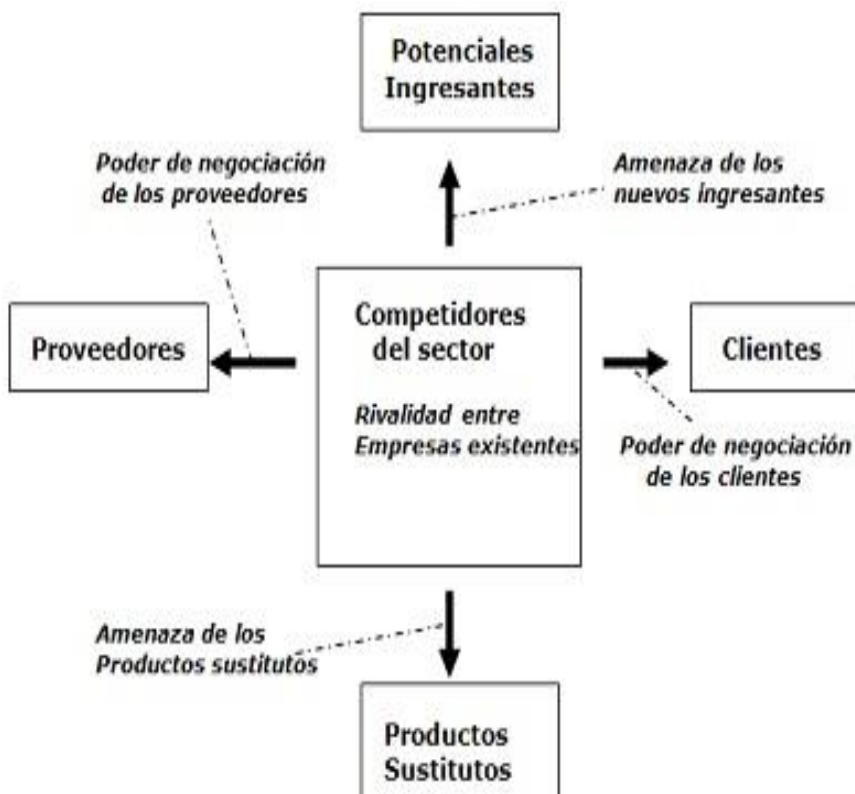 Potenciales
Ingresantes
Poder de negociación
de los proveedores
Amenaza de los
nuevos ingresantes
Proveedores
Competidores
del sector
Rivalidad entre
Empresas existentes
Clientes
Poder de negociación
de los clientes
Amenaza de los
Productos sustitutos
Productos
Sustitutos